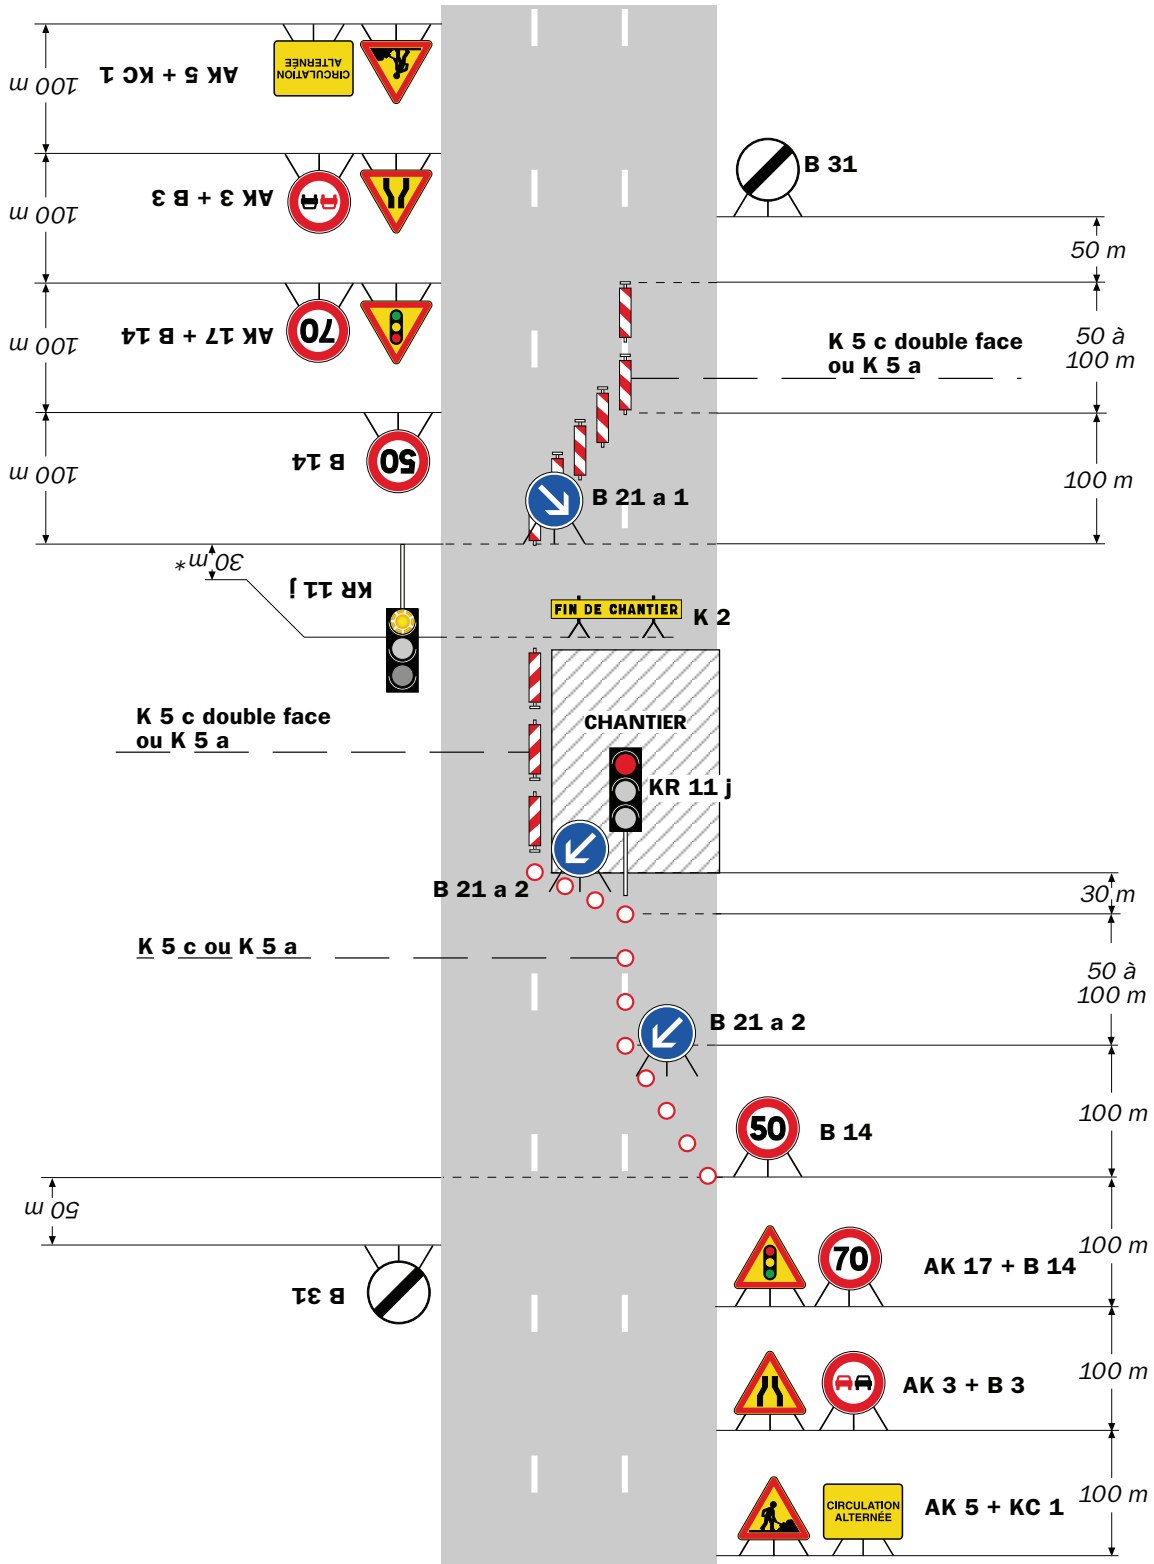 100 m
AK 5 + KC 1
CIRCULATION
ALTERNÉE
100 m
AK 3 + B 3
B 31
50 m
100 m
AK 17 + B 14
70
K 5 c double face
ou K 5 a
50 à
100 m
100 m
B 14
50
B 21 a 1
100 m
30 m*
KR 11 j
FIN DE CHANTIER
K 2
K 5 c double face
ou K 5 a
CHANTIER
KR 11 j
B 21 a 2
30 m
K 5 c ou K 5 a
50 à
100 m
B 21 a 2
50
B 14
100 m
50 m
B 31
70
AK 17 + B 14
100 m
AK 3 + B 3
100 m
CIRCULATION
ALTERNÉE
AK 5 + KC 1
100 m